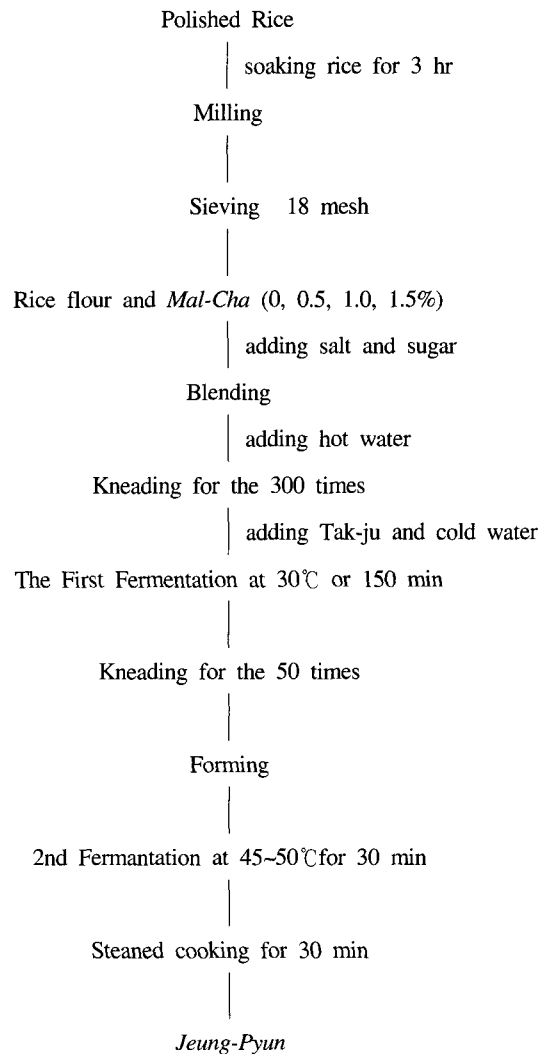 Polished Rice
soaking rice for 3 hr
Milling
Sieving 18 mesh
Rice flour and Mal-Cha (0, 0.5, 1.0, 1.5%)
adding salt and sugar
Blending
adding hot water
Kneading for the 300 times
adding Tak-ju and cold water
The First Fermentation at 30℃ or 150 min
Kneading for the 50 times
Forming
2nd Fermantation at 45~50℃for 30 min
Steaned cooking for 30 min
Jeung-Pyun